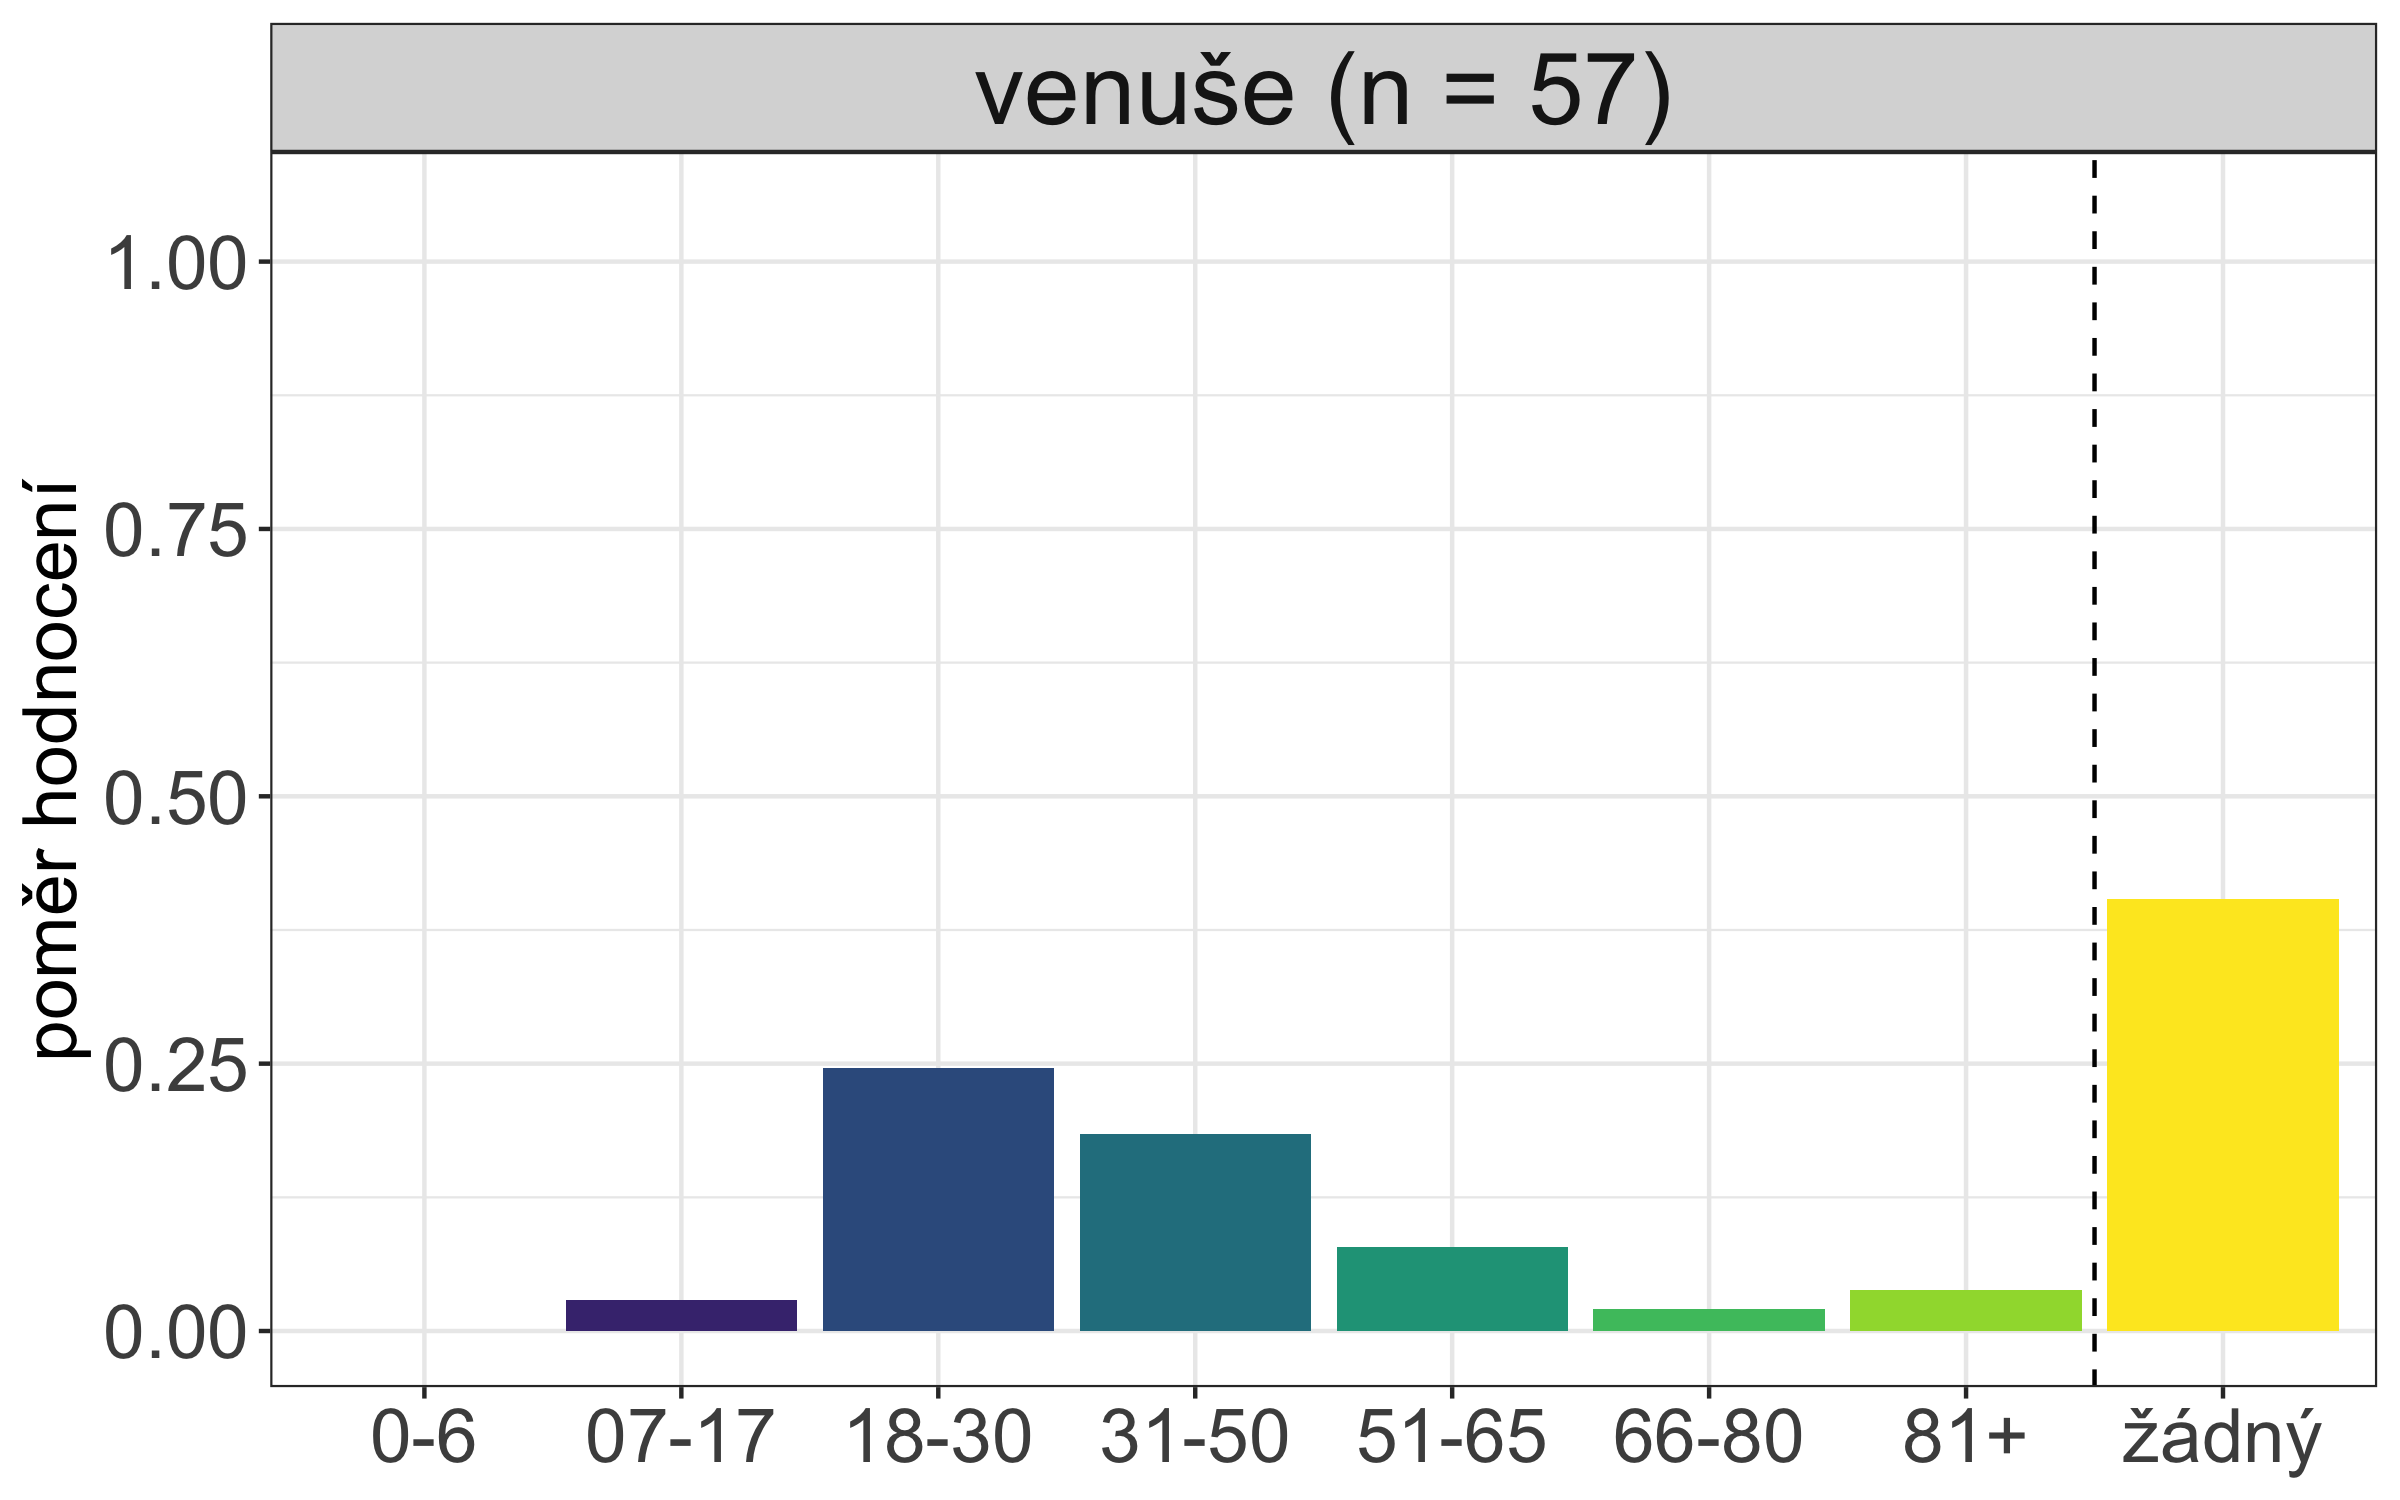 venuše (n = 57)
poměr hodnocení
1.00
0.75
0.50
0.25
0.00
0-6 07-17 18-30 31-50 51-65 66-80 81+ žádný